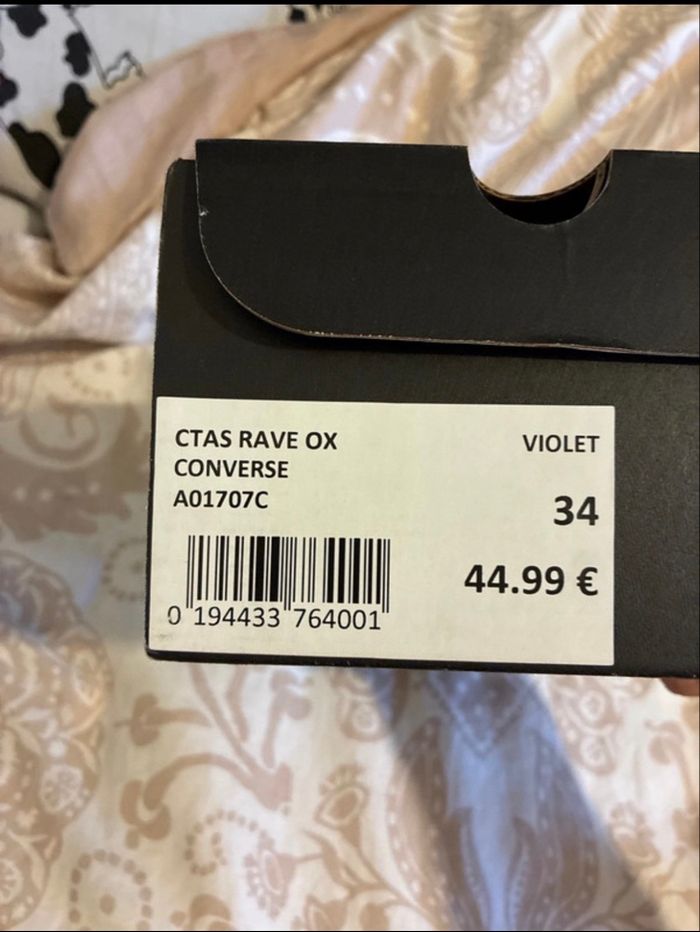 CTAS RAVE OX
CONVERSE
A01707C
VIOLET
34
44.99 €
0 194433 764001